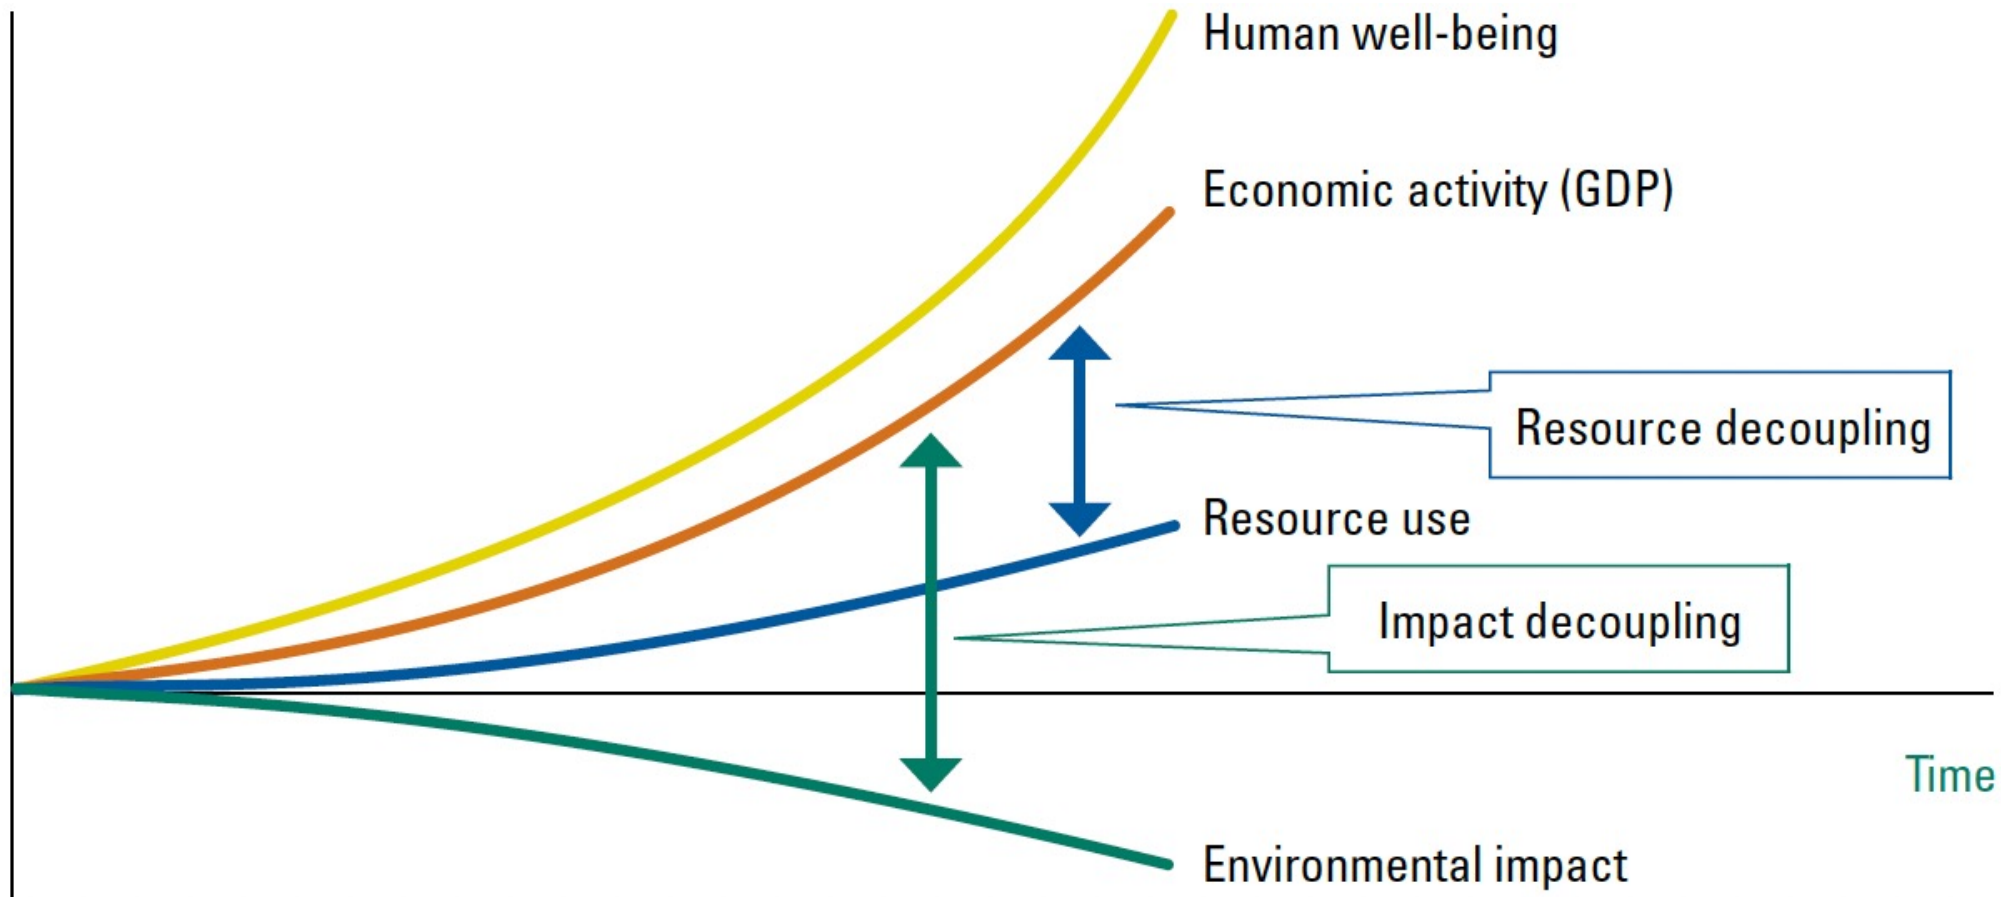 Human well-being
Economic activity (GDP)
Resource decoupling
Resource use
Impact decoupling
Time
Environmental impact